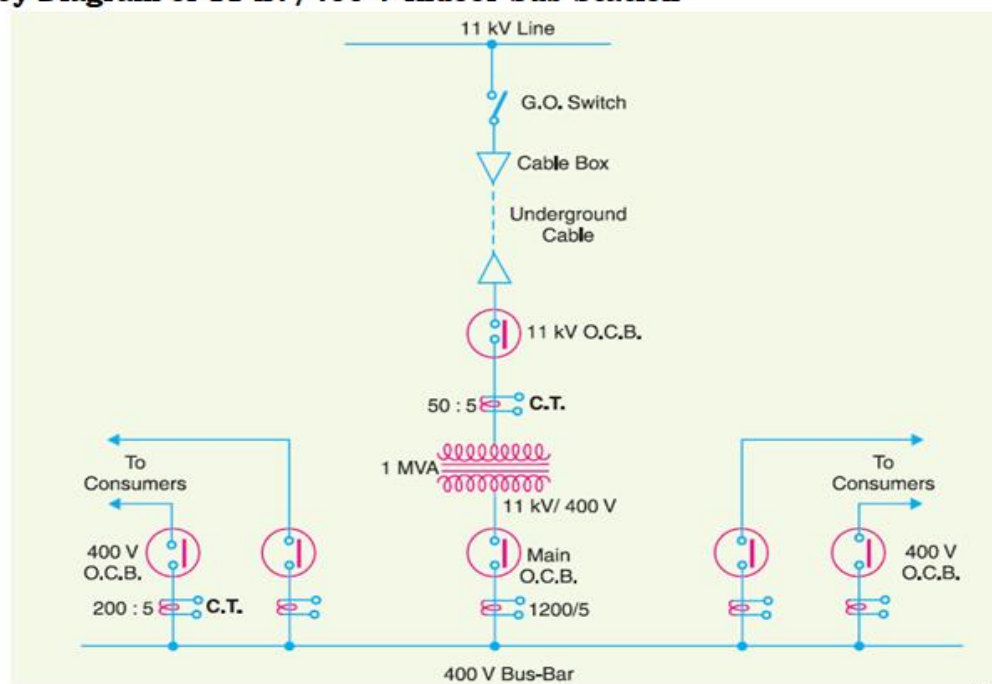 11 kV Line
G.O. Switch
Cable Box
Underground
Cable
11 kV O.C.B.
50 : 5
C.T.
1 MVA
11 kV/ 400 V
To
Consumers
To
Consumers
400 V
O.C.B.
Main
O.C.B.
400 V
O.C.B.
200 : 5
C.T.
1200/5
400 V Bus-Bar